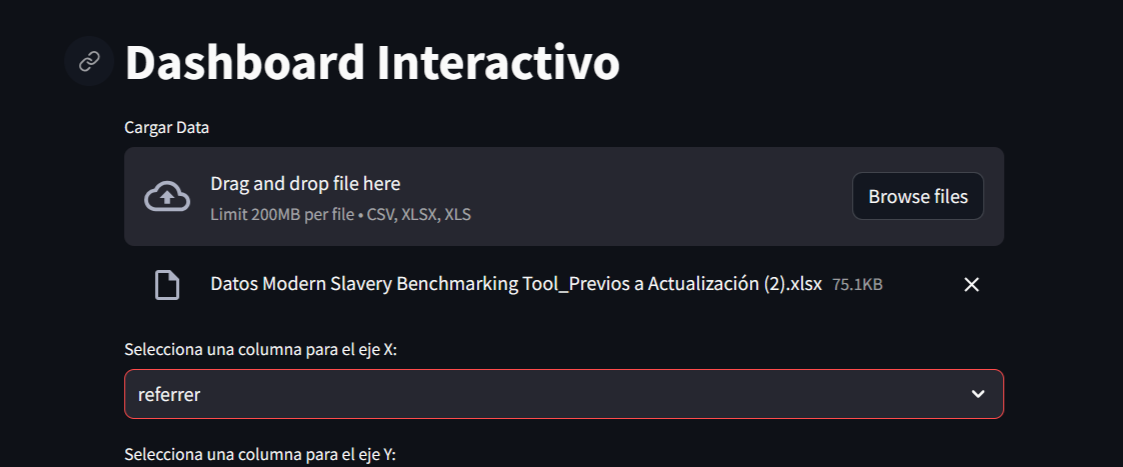 Dashboard Interactivo
Cargar Data
Drag and drop file here
Limit 200MB per file • CSV, XLSX, XLS
Browse files
Datos Modern Slavery Benchmarking Tool_Previos a Actualización (2).xlsx 75.1KB
Selecciona una columna para el eje X:
referrer
Selecciona una columna para el eje Y: